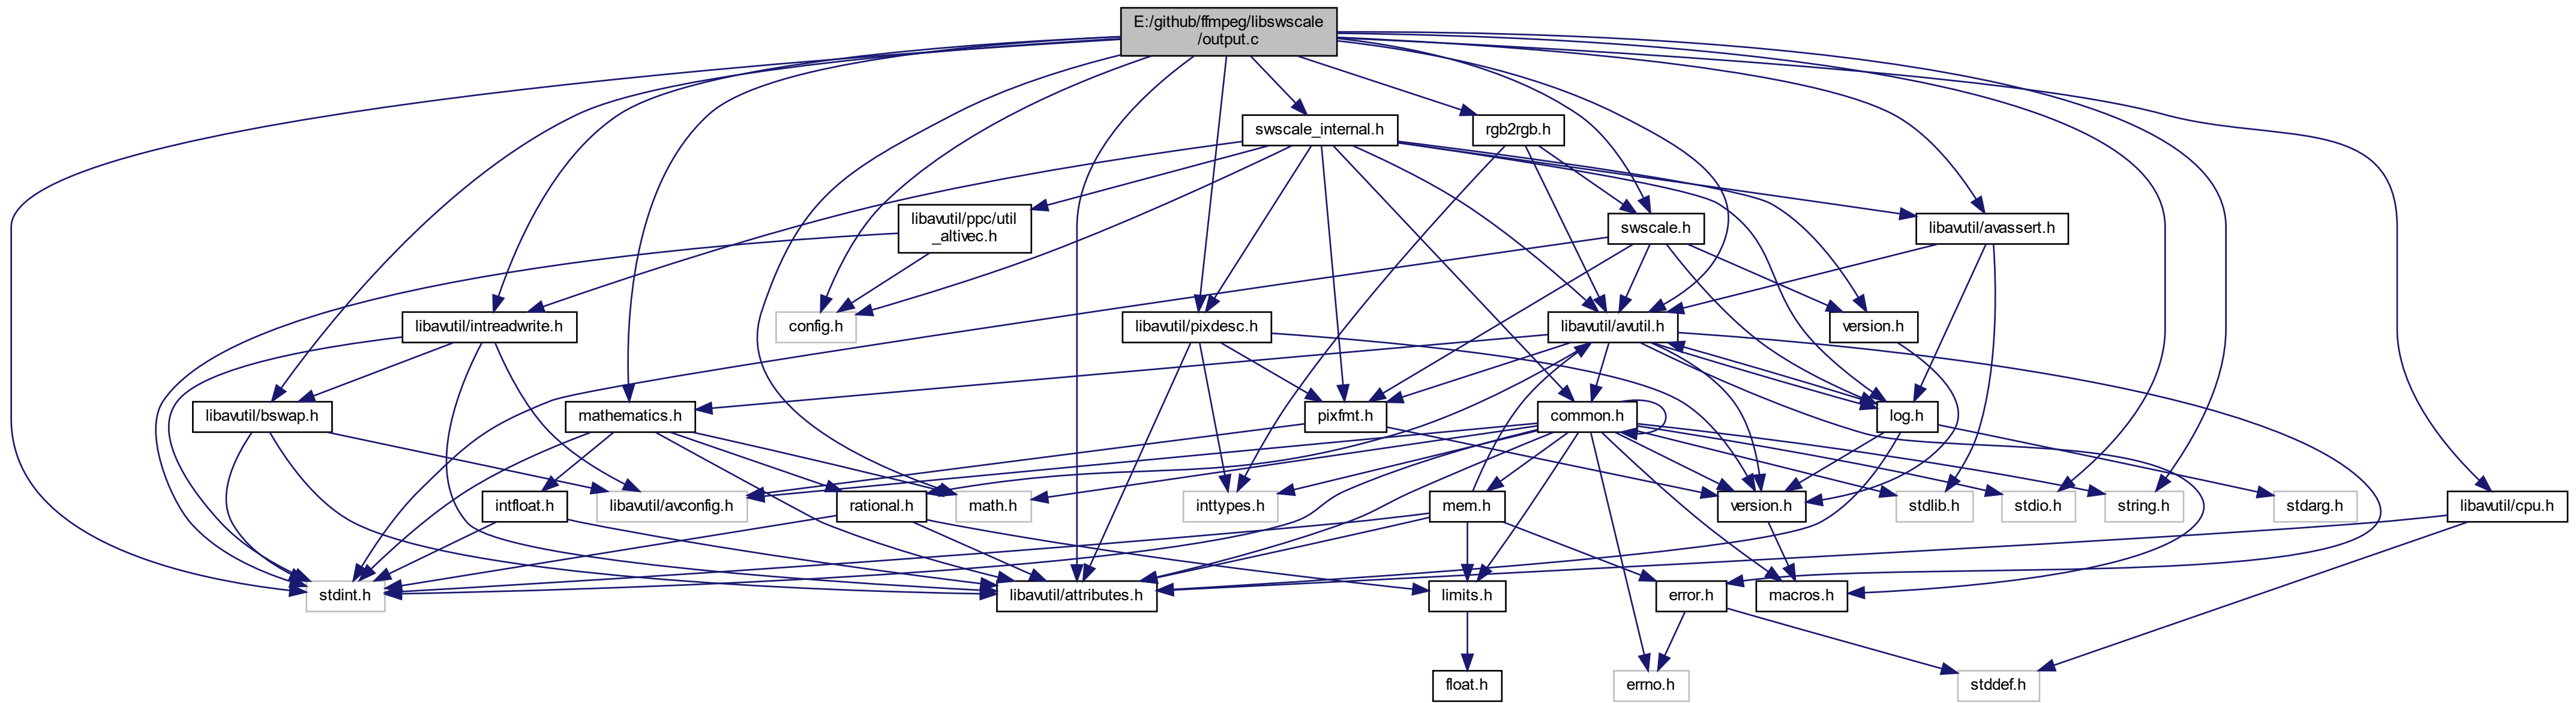 E:/github/ffmpeg/libswscale
/output.c
swscale_internal.h
rgb2rgb.h
libavutil/ppc/util
_altivec.h
swscale.h
libavutil/avassert.h
libavutil/intreadwrite.h
config.h
libavutil/pixdesc.h
libavutil/avutil.h
version.h
libavutil/bswap.h
mathematics.h
pixfmt.h
common.h
log.h
intfloat.h
libavutil/avconfig.h
rational.h
math.h
inttypes.h
mem.h
version.h
stdlib.h
stdio.h
string.h
stdarg.h
libavutil/cpu.h
stdint.h
libavutil/attributes.h
limits.h
error.h
macros.h
float.h
errno.h
stddef.h